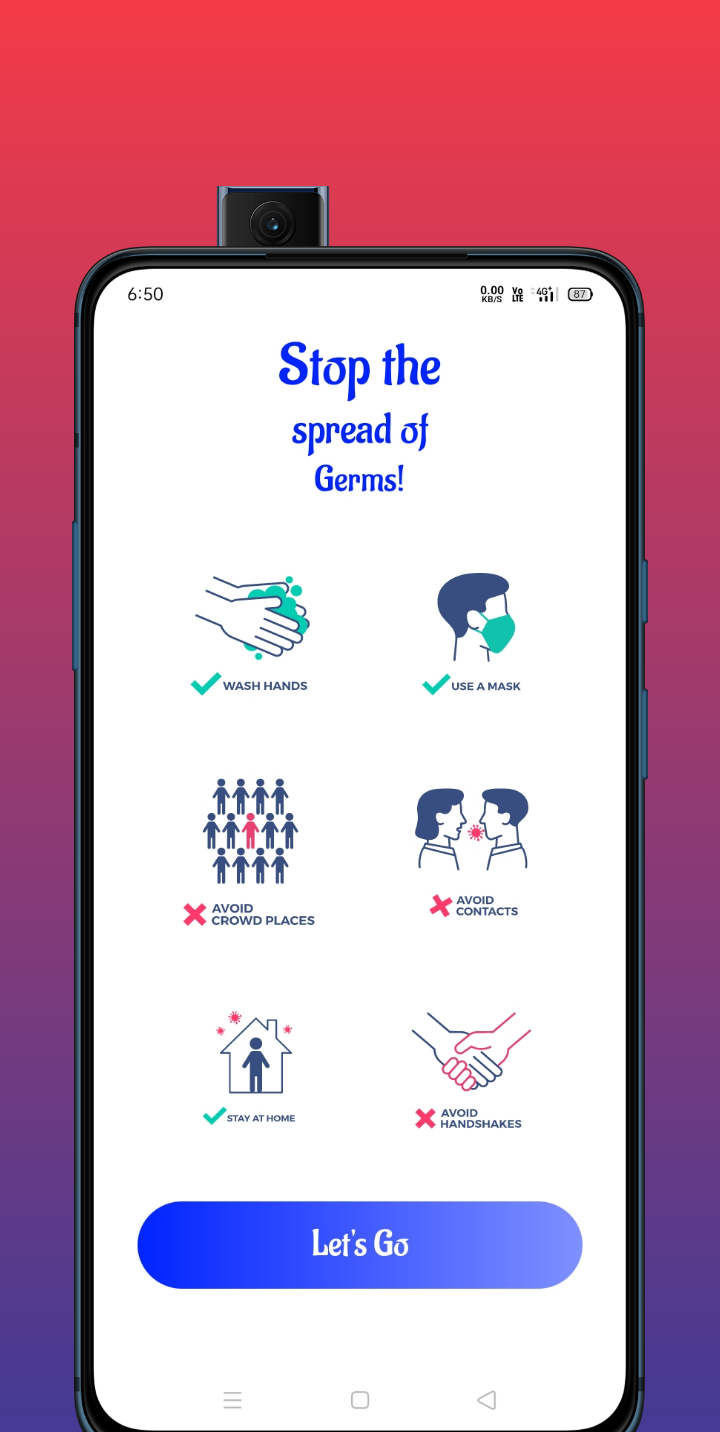 6:50
0.00
KB/S
Vo
LTE
4G+
87
Stop the
spread of
Germs!
WASH HANDS
USE A MASK
AVOID
CROWD PLACES
AVOID
CONTACTS
STAY AT HOME
AVOID
HANDSHAKES
Let's Go